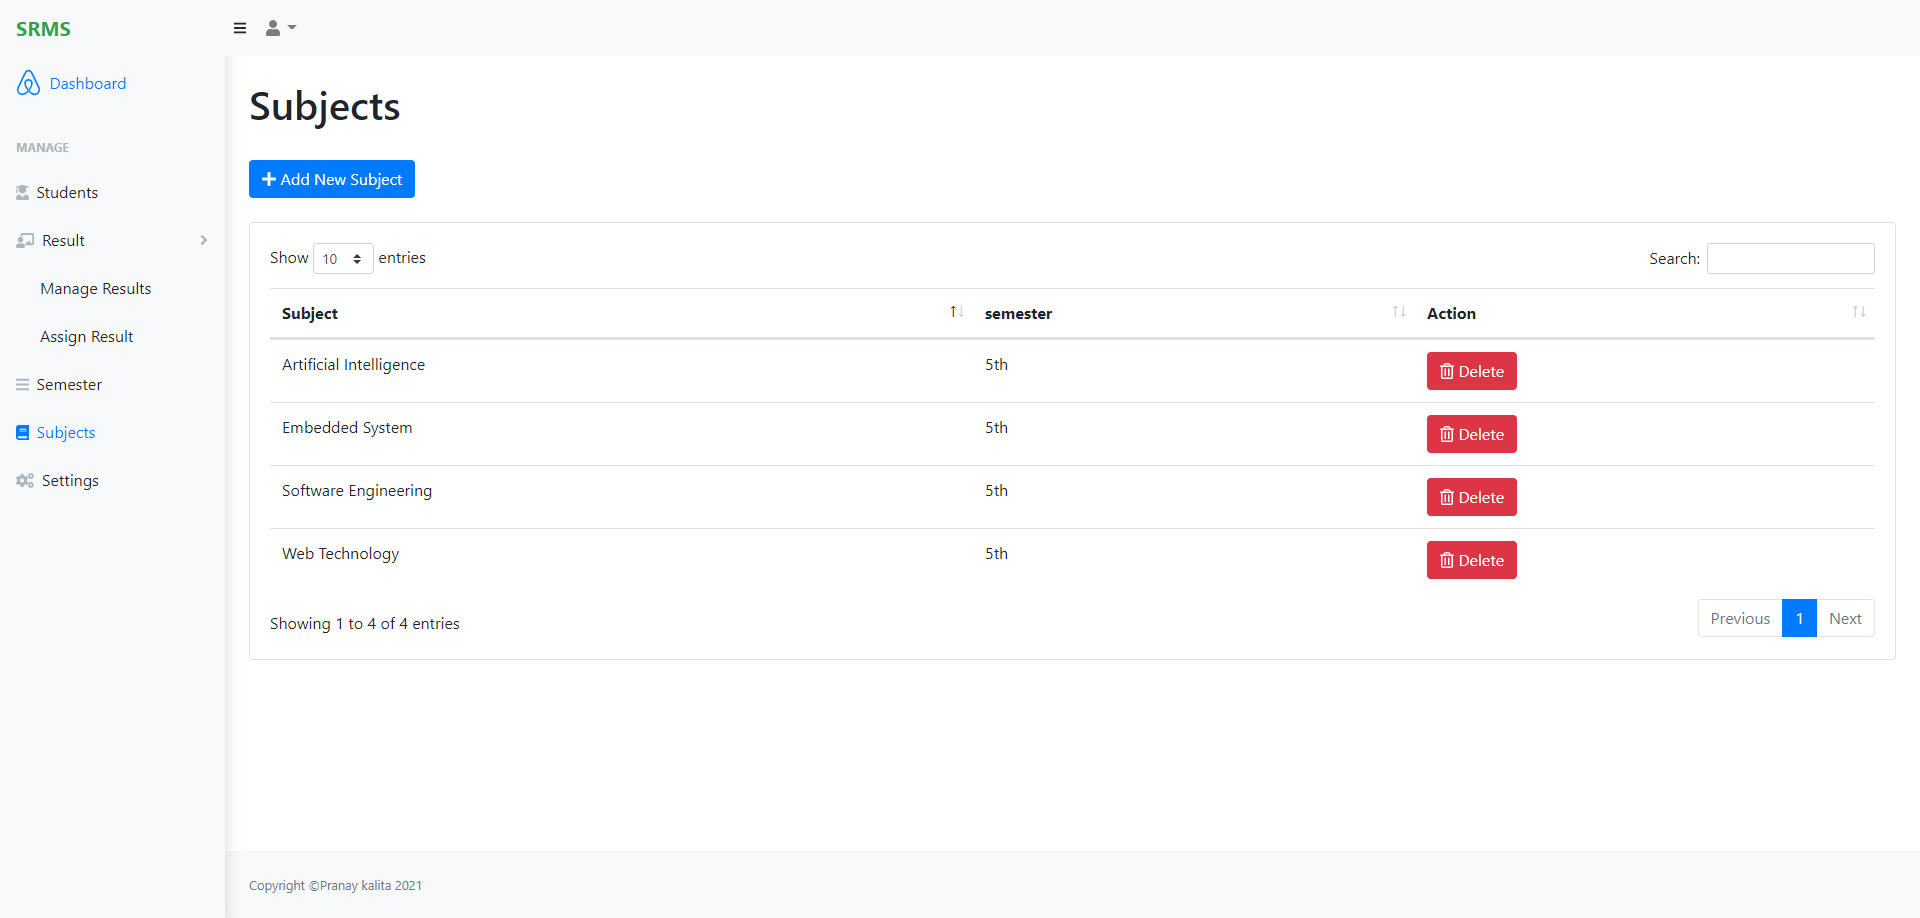 SRMS
Dashboard
MANAGE
Students
Result
Manage Results
Assign Result
Semester
Subjects
Settings
Subjects
Add New Subject
Show 10 entries
Search:
Subject semester Action
Artificial Intelligence 5th Delete
Embedded System 5th Delete
Software Engineering 5th Delete
Web Technology 5th Delete
Showing 1 to 4 of 4 entries
Previous 1 Next
Copyright ©Pranay kalita 2021